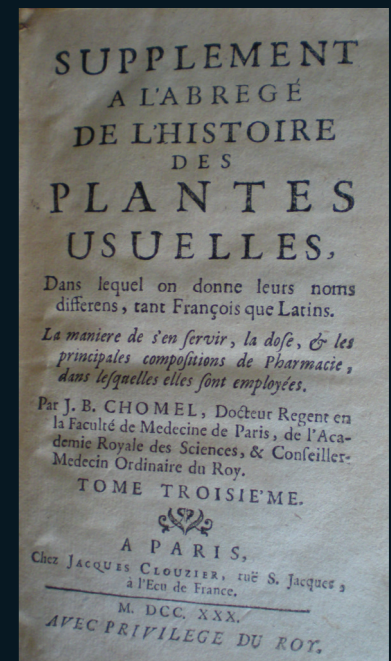 SUPPLEMENT
A L'ABREGÉ
DE L'HISTOIRE
DES
PLANTES
USUELLES,
Dans lequel on donne leurs noms
differens, tant François que Latins.
La maniere de s'en ſervir, la doſe, & les
principales compoſitions de Pharmacie,
dans leſquelles elles ſont employées.
Par J. B. CHOMEL, Docteur Regent en
la Faculté de Medecine de Paris, de l'Aca-
demie Royale des Sciences, & Conſeiller-
Medecin Ordinaire du Roy.
TOME TROISIE'ME.
A PARIS,
Chez JACQUES CLOUZIER, ruë S. Jacques,
à l'Ecu de France.
M. DCC. XXX.
AVEC PRIVILEGE DU ROY.